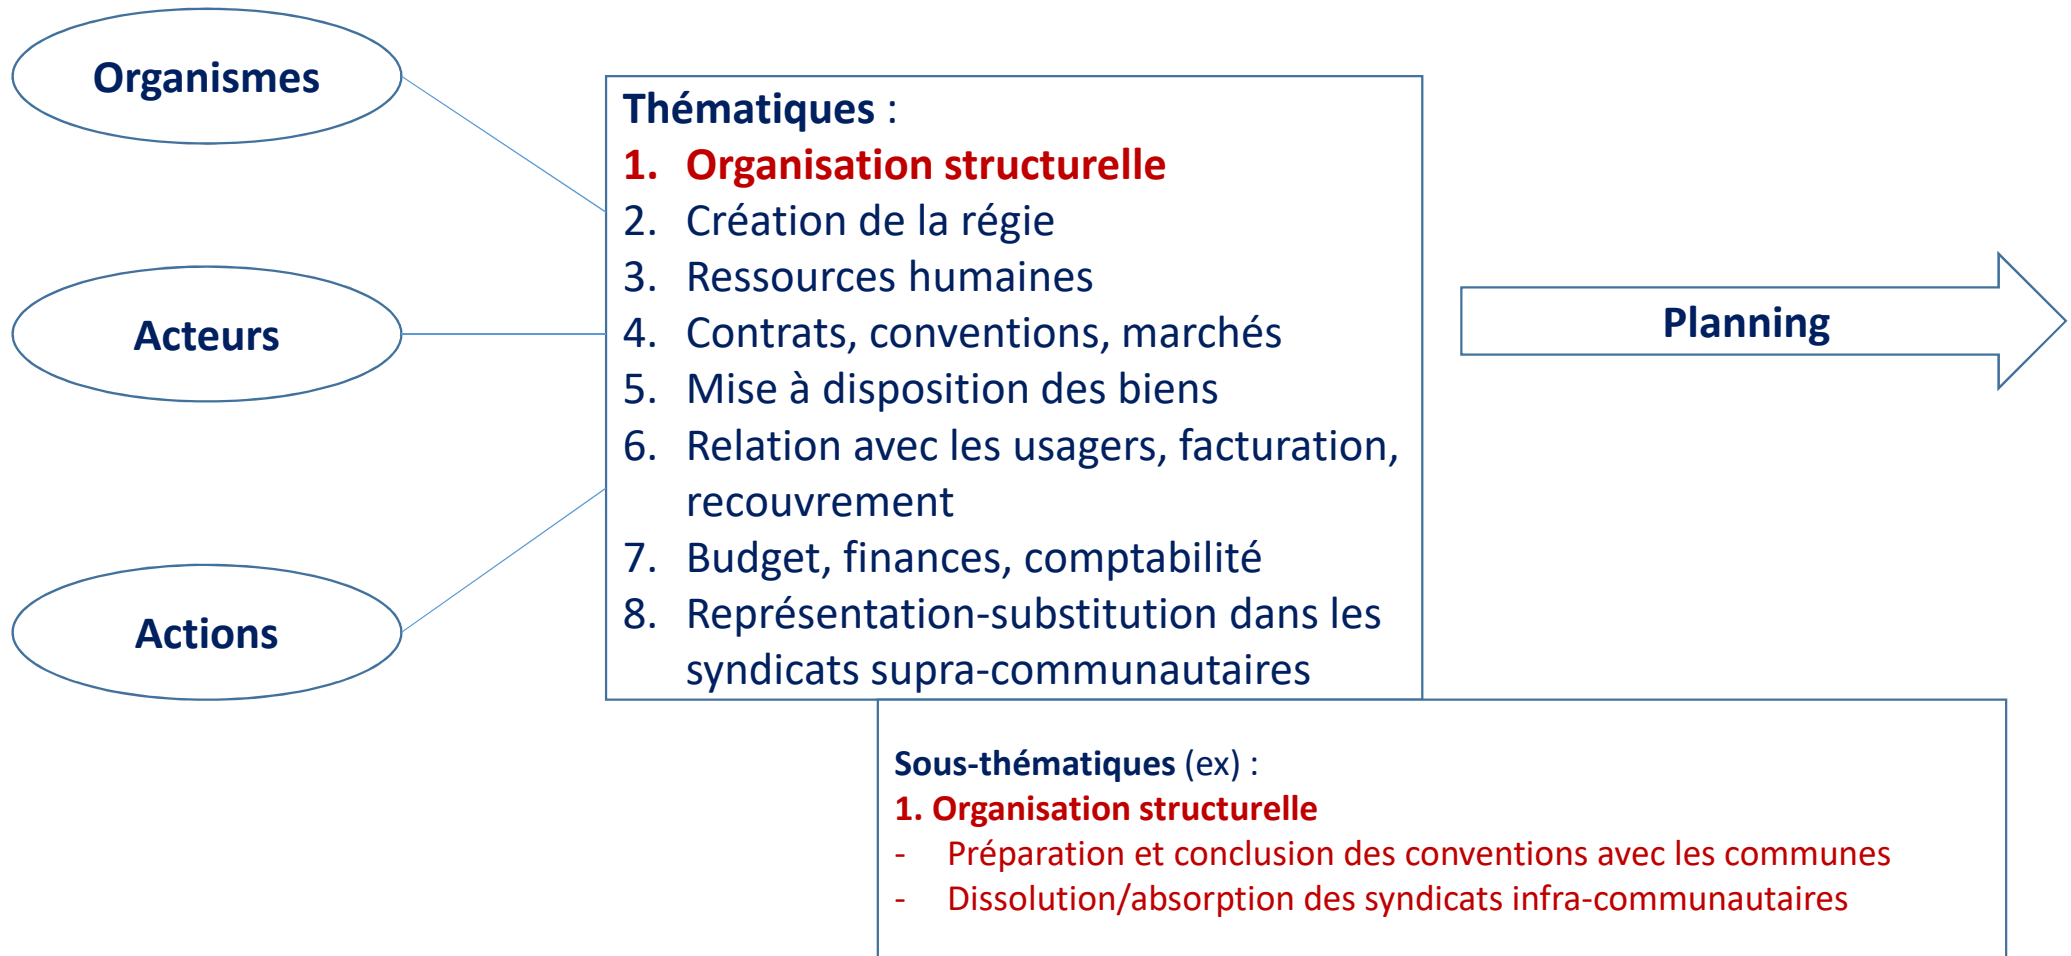 Organismes
Acteurs
Actions
Thématiques :
1. Organisation structurelle
2. Création de la régie
3. Ressources humaines
4. Contrats, conventions, marchés
5. Mise à disposition des biens
6. Relation avec les usagers, facturation,
recouvrement
7. Budget, finances, comptabilité
8. Représentation-substitution dans les
syndicats supra-communautaires
Planning
Sous-thématiques (ex) :
1. Organisation structurelle
- Préparation et conclusion des conventions avec les communes
- Dissolution/absorption des syndicats infra-communautaires